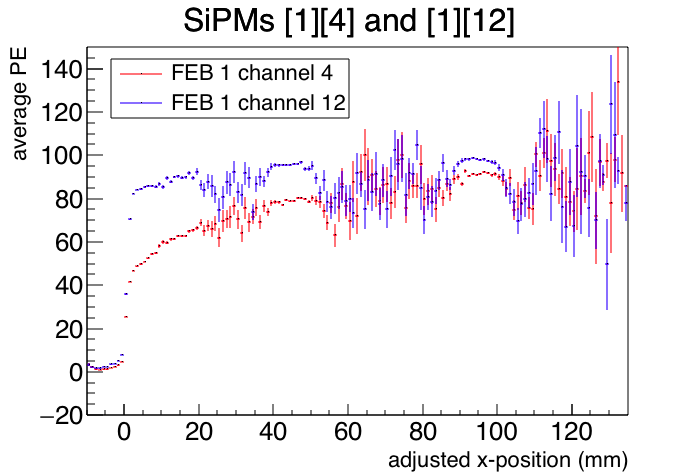 SiPMs [1][4] and [1][12]
average PE
FEB 1 channel 4
FEB 1 channel 12
140
120
100
80
60
40
20
0
−20
0 20 40 60 80 100 120
adjusted x-position (mm)